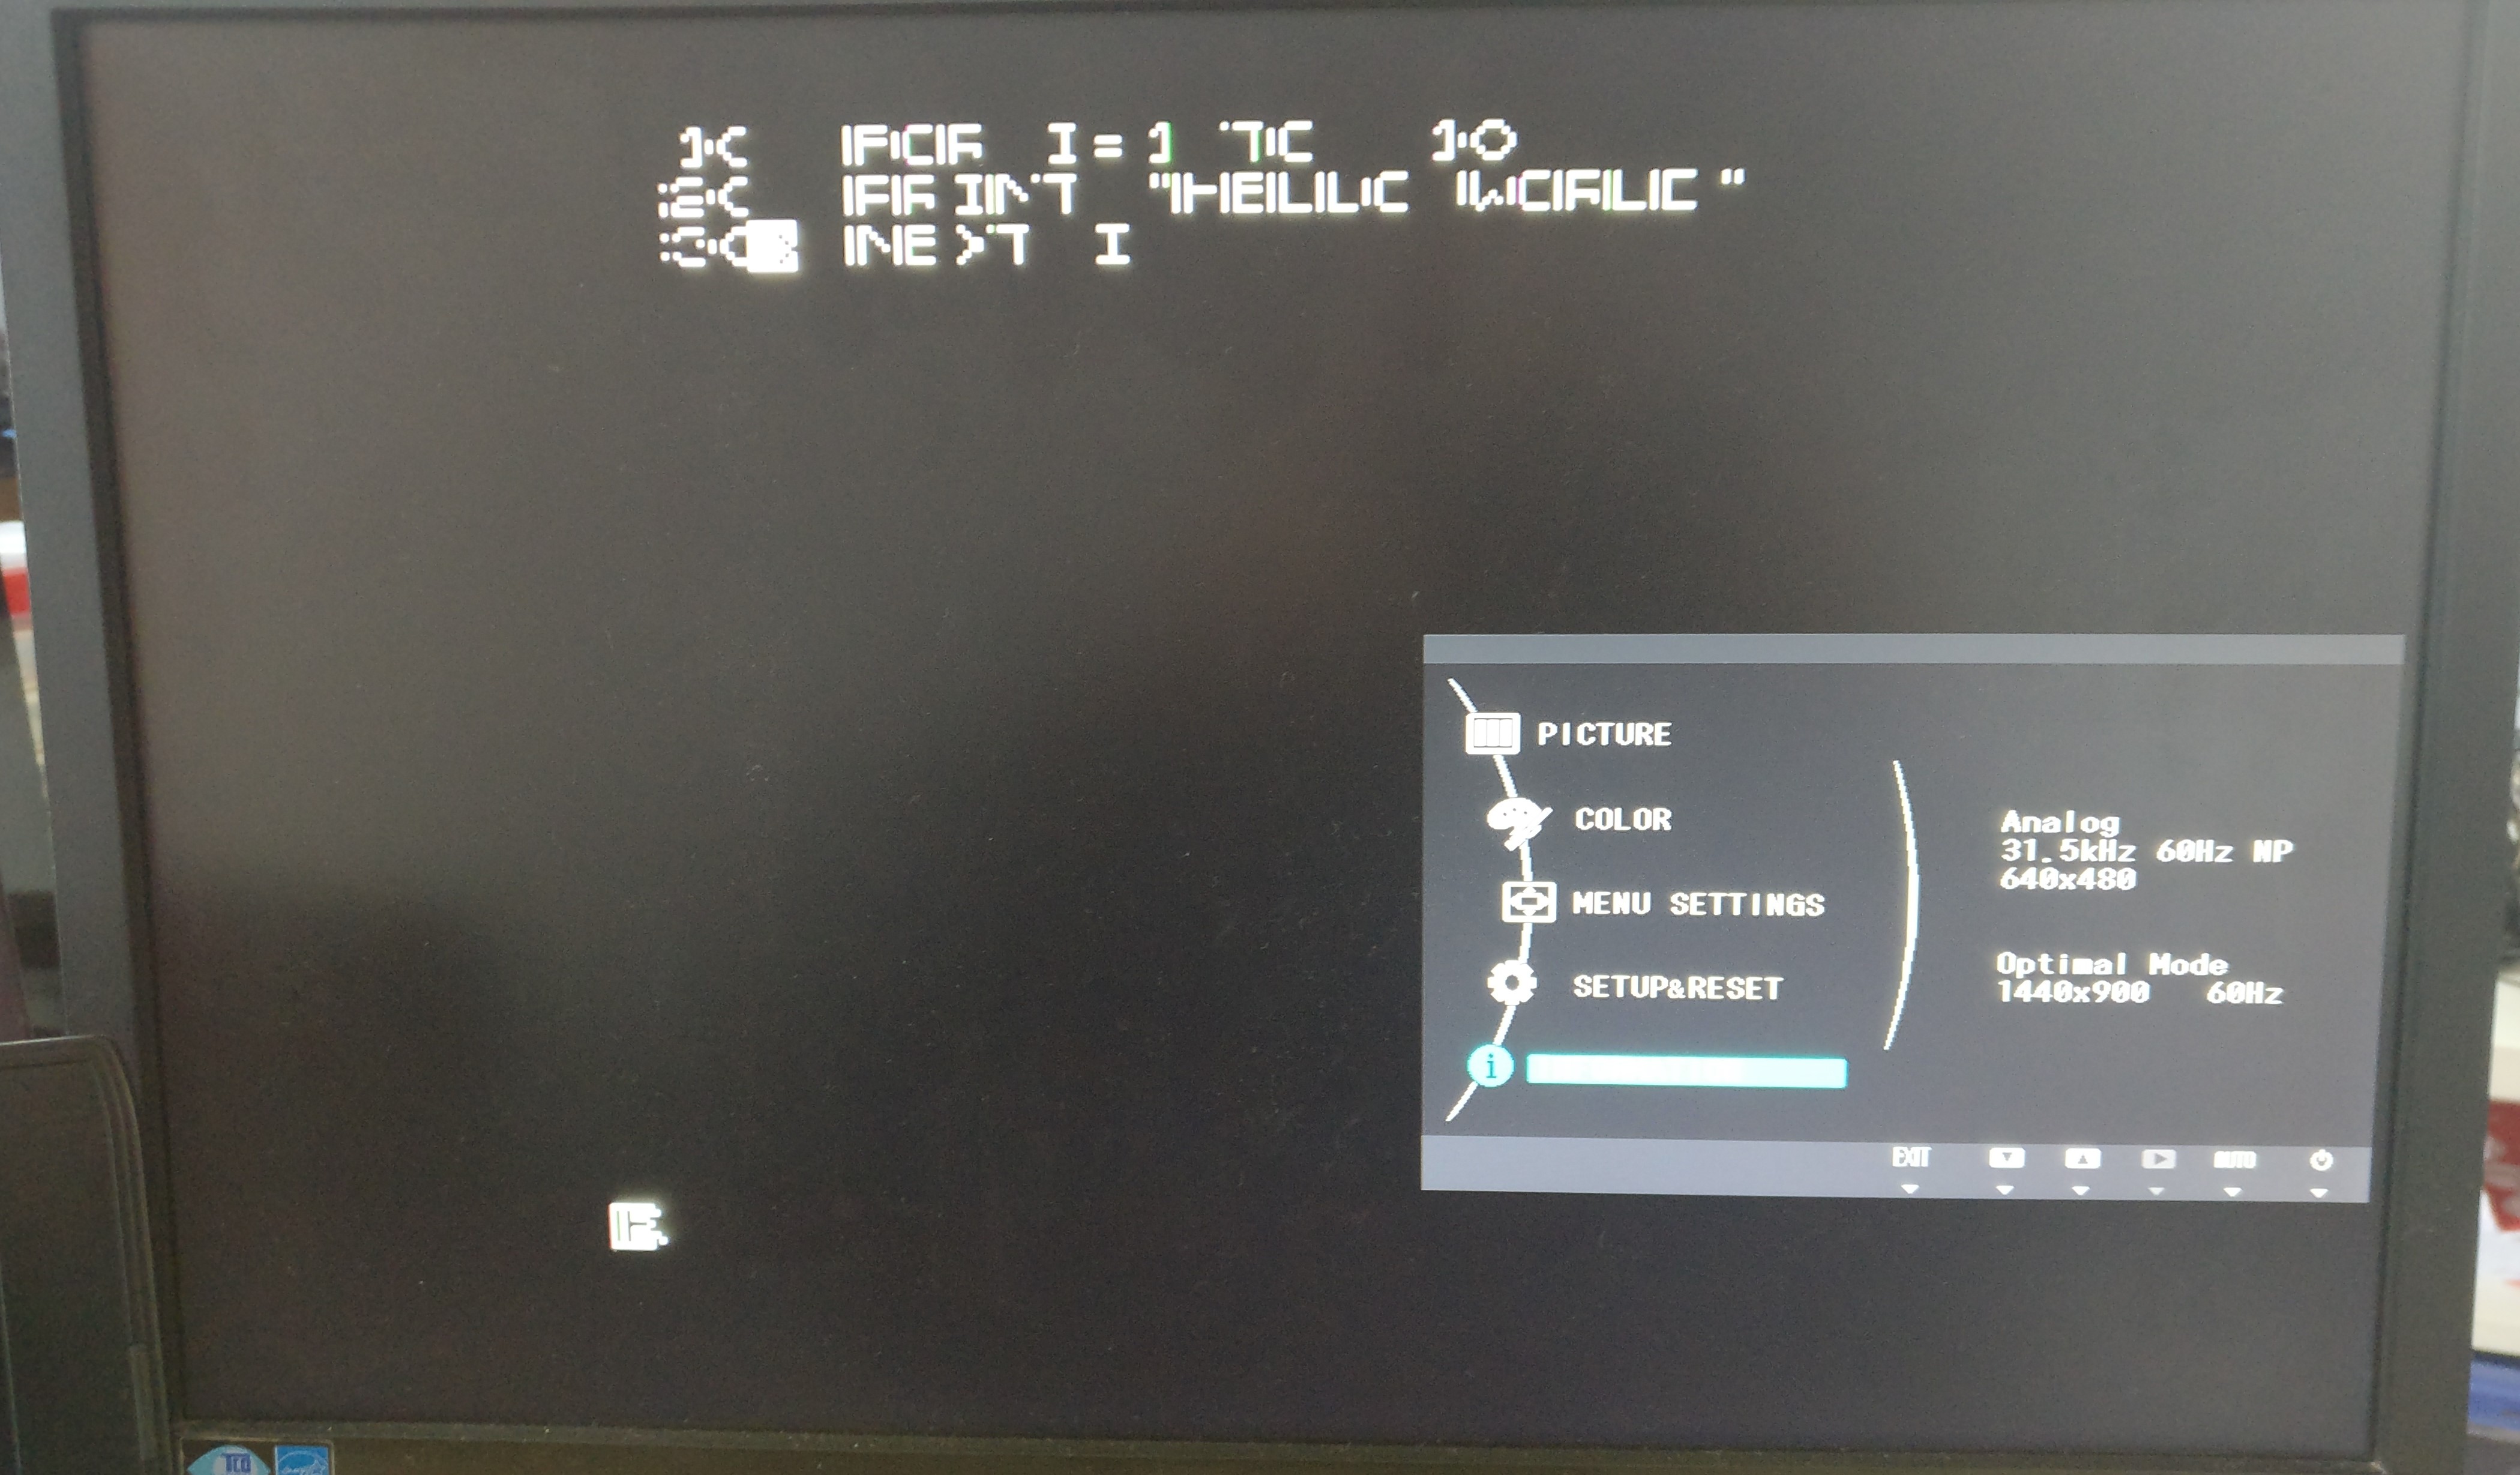 10 FOR I=1 TO 10
20 PRINT "HELLO WORLD"
30 NEXT I
PICTURE
COLOR
MENU SETTINGS
SETUP&RESET
i
Analog
31.5kHz 60Hz NP
640x480
Optimal Mode
1440x900 60Hz
EXIT
AUTO
K
TCO